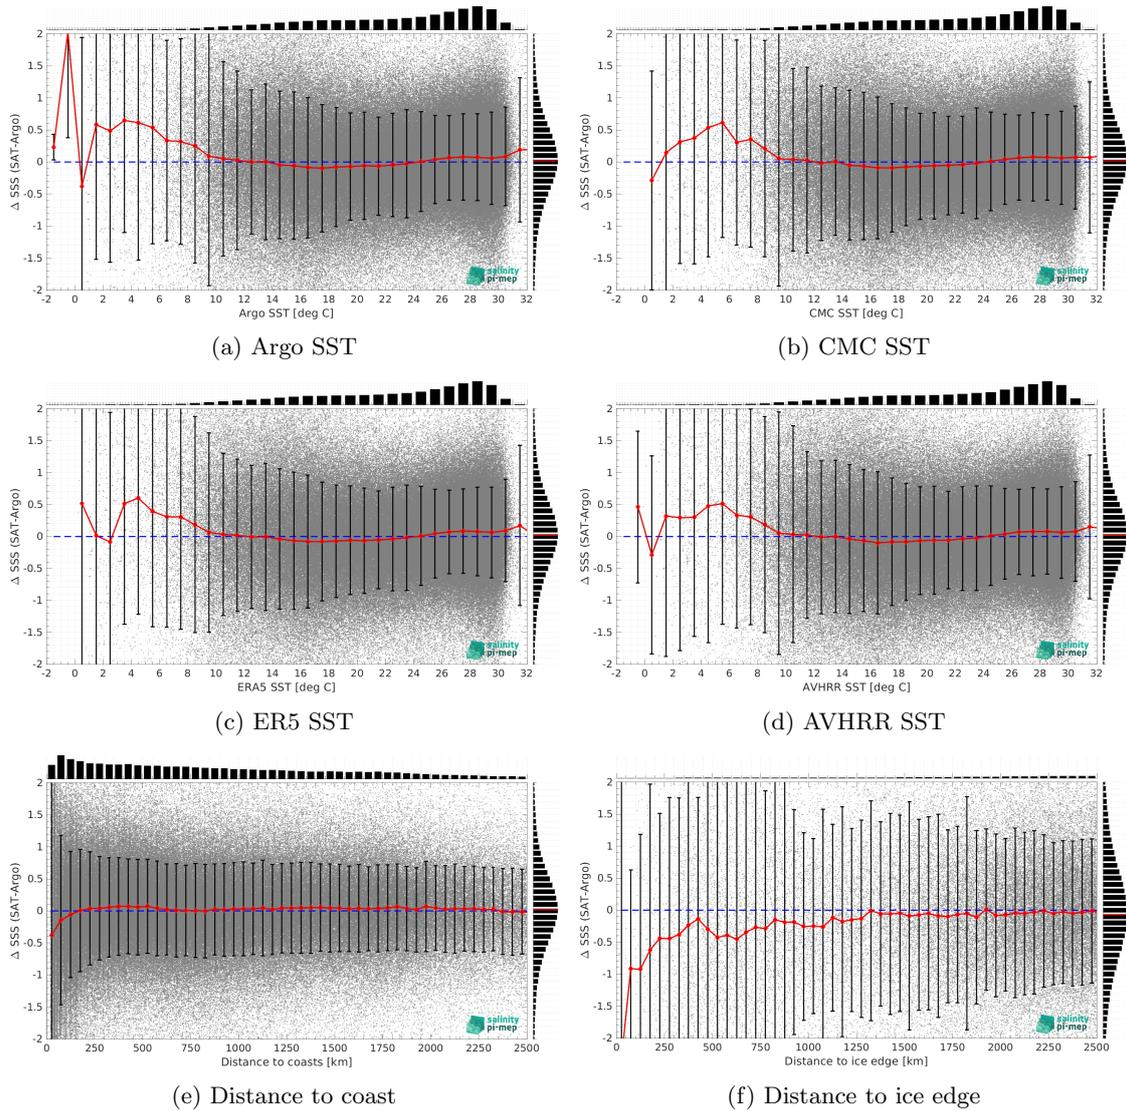 2
1.5
1
0.5
0
-0.5
-1
-1.5
-2
Δ SSS (SAT-Argo)
-2 0 2 4 6 8 10 12 14 16 18 20 22 24 26 28 30 32
Argo SST [deg C]
salinity
pi-mep
(a) Argo SST
2
1.5
1
0.5
0
-0.5
-1
-1.5
-2
Δ SSS (SAT-Argo)
-2 0 2 4 6 8 10 12 14 16 18 20 22 24 26 28 30 32
CMC SST [deg C]
salinity
pi-mep
(b) CMC SST
2
1.5
1
0.5
0
-0.5
-1
-1.5
-2
Δ SSS (SAT-Argo)
-2 0 2 4 6 8 10 12 14 16 18 20 22 24 26 28 30 32
ERA5 SST [deg C]
salinity
pi-mep
(c) ER5 SST
2
1.5
1
0.5
0
-0.5
-1
-1.5
-2
Δ SSS (SAT-Argo)
-2 0 2 4 6 8 10 12 14 16 18 20 22 24 26 28 30 32
AVHRR SST [deg C]
salinity
pi-mep
(d) AVHRR SST
2
1.5
1
0.5
0
-0.5
-1
-1.5
-2
Δ SSS (SAT-Argo)
0 250 500 750 1000 1250 1500 1750 2000 2250 2500
Distance to coasts [km]
salinity
pi-mep
(e) Distance to coast
2
1.5
1
0.5
0
-0.5
-1
-1.5
-2
Δ SSS (SAT-Argo)
0 250 500 750 1000 1250 1500 1750 2000 2250 2500
Distance to ice edge [km]
salinity
pi-mep
(f) Distance to ice edge